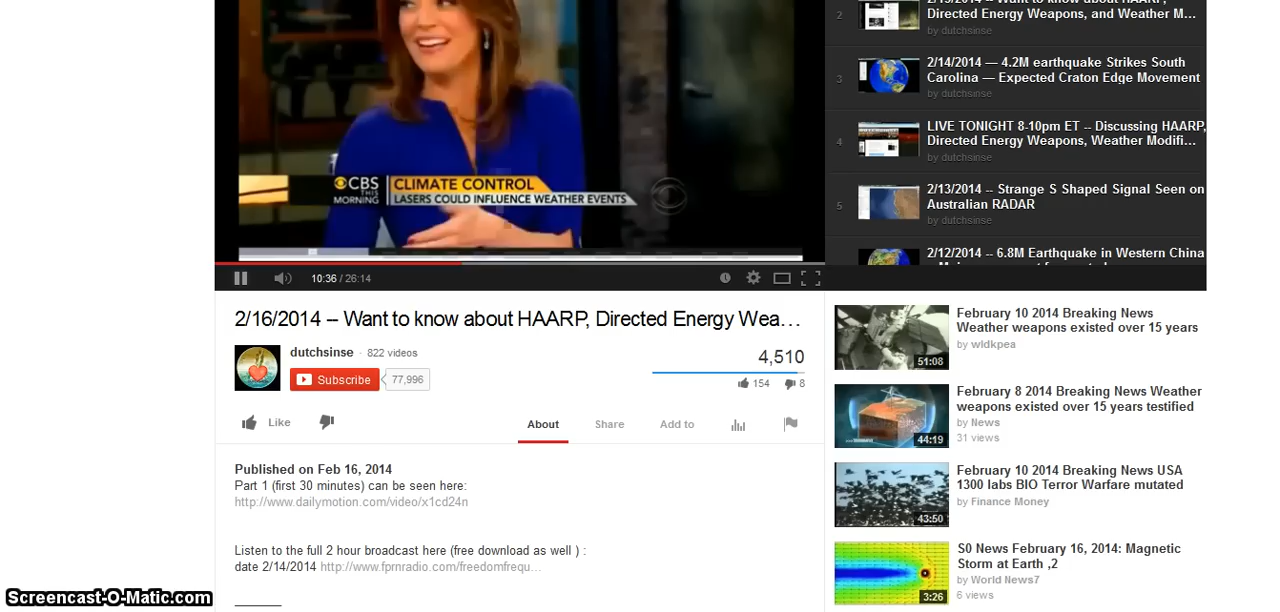 CBS
THIS
MORNING
CLIMATE CONTROL
LASERS COULD INFLUENCE WEATHER EVENTS
10:36 / 26:14
2
Directed Energy Weapons, and Weather M...
by dutchsinse
3
2/14/2014 — 4.2M earthquake Strikes South
Carolina — Expected Craton Edge Movement
by dutchsinse
4
LIVE TONIGHT 8-10pm ET -- Discussing HAARP,
Directed Energy Weapons, Weather Modifi...
by dutchsinse
5
2/13/2014 -- Strange S Shaped Signal Seen on
Australian RADAR
by dutchsinse
2/12/2014 -- 6.8M Earthquake in Western China
2/16/2014 -- Want to know about HAARP, Directed Energy Wea...
dutchsinse · 822 videos
Subscribe 77,996
4,510
154 8
Like
About Share Add to
Published on Feb 16, 2014
Part 1 (first 30 minutes) can be seen here:
http://www.dailymotion.com/video/x1cd24n
Listen to the full 2 hour broadcast here (free download as well ) :
date 2/14/2014 http://www.fprnradio.com/freedomfrequ...
February 10 2014 Breaking News
Weather weapons existed over 15 years
by wldkpea
51:08
February 8 2014 Breaking News Weather
weapons existed over 15 years testified
by News
31 views
44:19
February 10 2014 Breaking News USA
1300 labs BIO Terror Warfare mutated
by Finance Money
43:50
S0 News February 16, 2014: Magnetic
Storm at Earth ,2
by World News7
6 views
3:26
Screencast-O-Matic.com